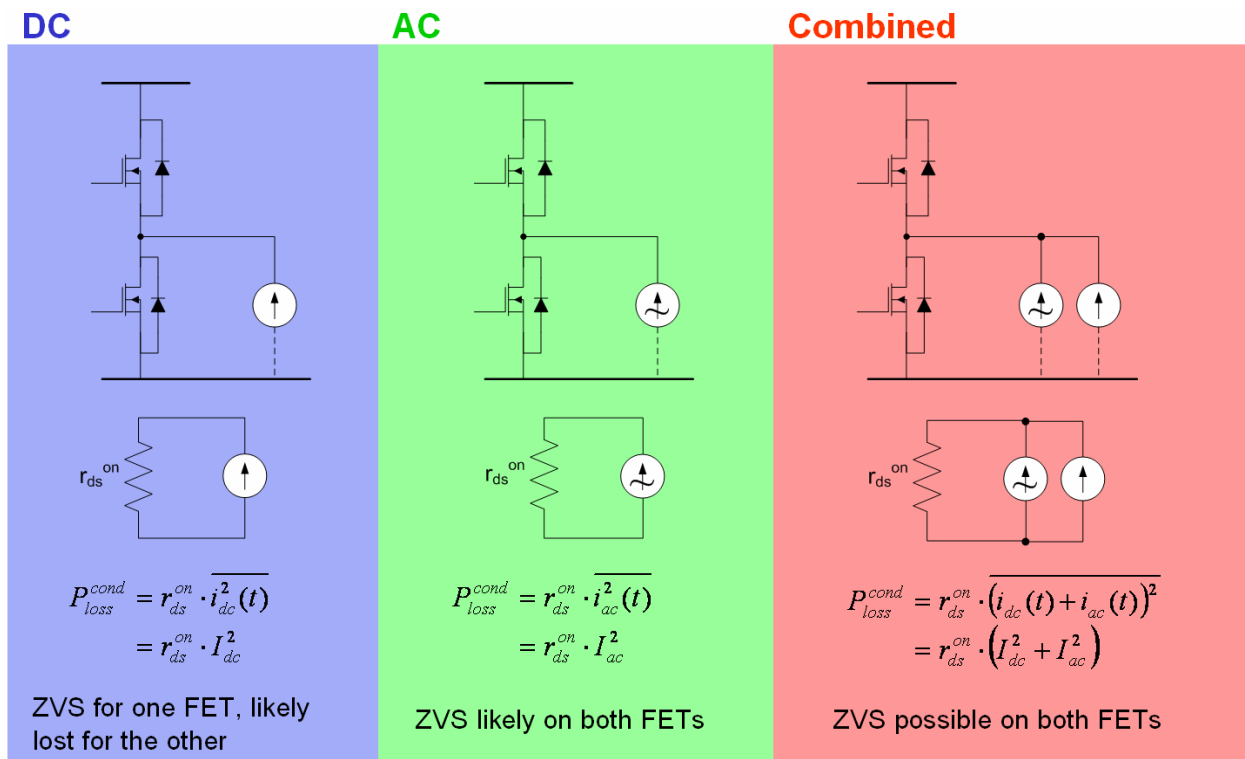 DC
r_ds^on
P_loss^cond = r_ds^on · \overline{i_dc^2(t)}
= r_ds^on · I_dc^2
ZVS for one FET, likely
lost for the other
AC
r_ds^on
P_loss^cond = r_ds^on · \overline{i_ac^2(t)}
= r_ds^on · I_ac^2
ZVS likely on both FETs
Combined
r_ds^on
P_loss^cond = r_ds^on · \overline{(i_dc(t) + i_ac(t))^2}
= r_ds^on · (I_dc^2 + I_ac^2)
ZVS possible on both FETs